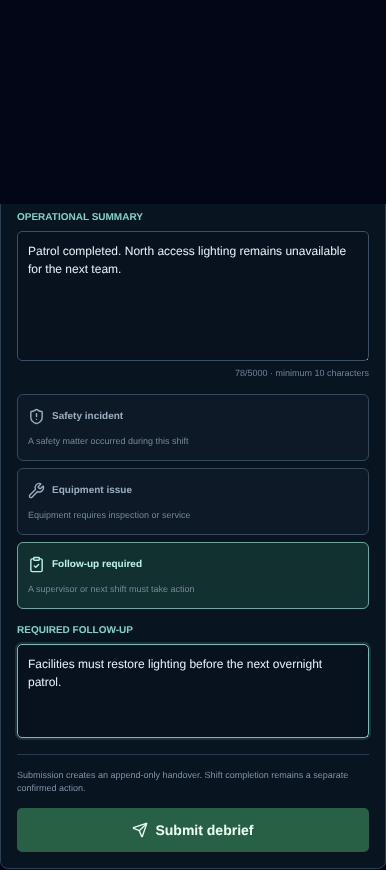 OPERATIONAL SUMMARY
Patrol completed. North access lighting remains unavailable
for the next team.
78/5000 · minimum 10 characters
Safety incident
A safety matter occurred during this shift
Equipment issue
Equipment requires inspection or service
Follow-up required
A supervisor or next shift must take action
REQUIRED FOLLOW-UP
Facilities must restore lighting before the next overnight
patrol.
Submission creates an append-only handover. Shift completion remains a separate
confirmed action.
Submit debrief